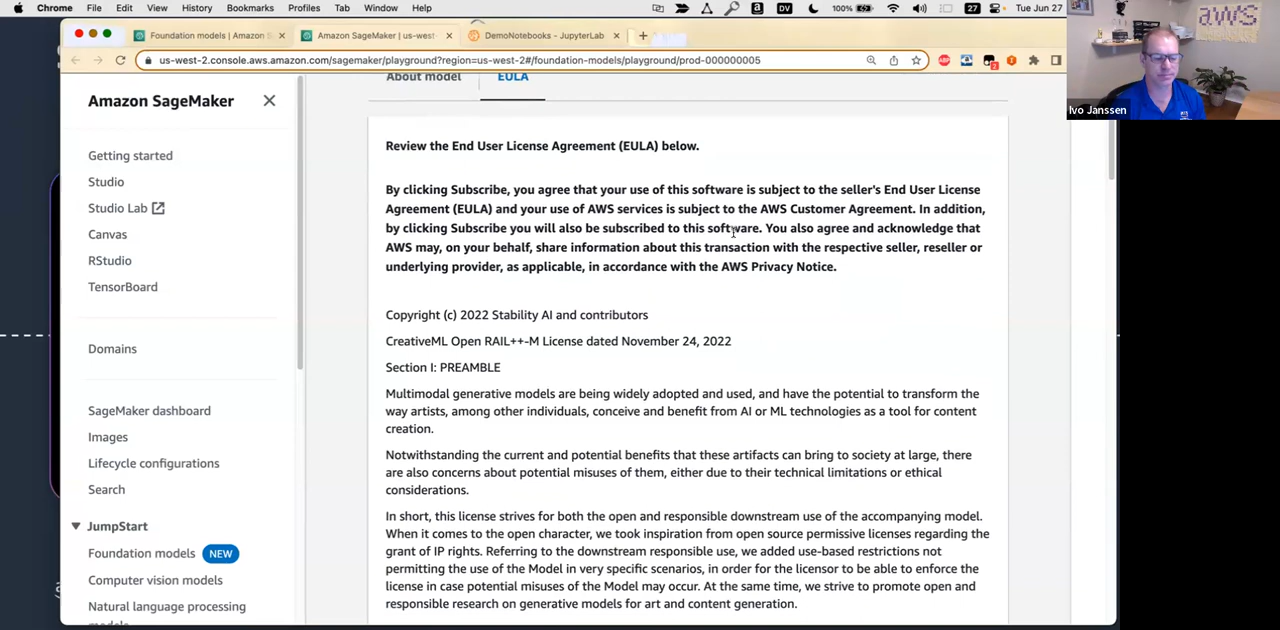 Chrome File Edit View History Bookmarks Profiles Tab Window Help
DV 100% 27 Tue Jun 27
aws
Foundation models | Amazon S
Amazon SageMaker | us-west
DemoNotebooks - JupyterLab
us-west-2.console.aws.amazon.com/sagemaker/playground?region=us-west-2#/foundation-models/playground/prod-000000005
ABP
Ivo Janssen
Amazon SageMaker
Getting started
Studio
Studio Lab
Canvas
RStudio
TensorBoard
Domains
SageMaker dashboard
Images
Lifecycle configurations
Search
JumpStart
Foundation models NEW
Computer vision models
Natural language processing
models
About model EULA
Review the End User License Agreement (EULA) below.
By clicking Subscribe, you agree that your use of this software is subject to the seller's End User License
Agreement (EULA) and your use of AWS services is subject to the AWS Customer Agreement. In addition,
by clicking Subscribe you will also be subscribed to this software. You also agree and acknowledge that
AWS may, on your behalf, share information about this transaction with the respective seller, reseller or
underlying provider, as applicable, in accordance with the AWS Privacy Notice.
Copyright (c) 2022 Stability AI and contributors
CreativeML Open RAIL++-M License dated November 24, 2022
Section I: PREAMBLE
Multimodal generative models are being widely adopted and used, and have the potential to transform the
way artists, among other individuals, conceive and benefit from AI or ML technologies as a tool for content
creation.
Notwithstanding the current and potential benefits that these artifacts can bring to society at large, there
are also concerns about potential misuses of them, either due to their technical limitations or ethical
considerations.
In short, this license strives for both the open and responsible downstream use of the accompanying model.
When it comes to the open character, we took inspiration from open source permissive licenses regarding the
grant of IP rights. Referring to the downstream responsible use, we added use-based restrictions not
permitting the use of the Model in very specific scenarios, in order for the licensor to be able to enforce the
license in case potential misuses of the Model may occur. At the same time, we strive to promote open and
responsible research on generative models for art and content generation.